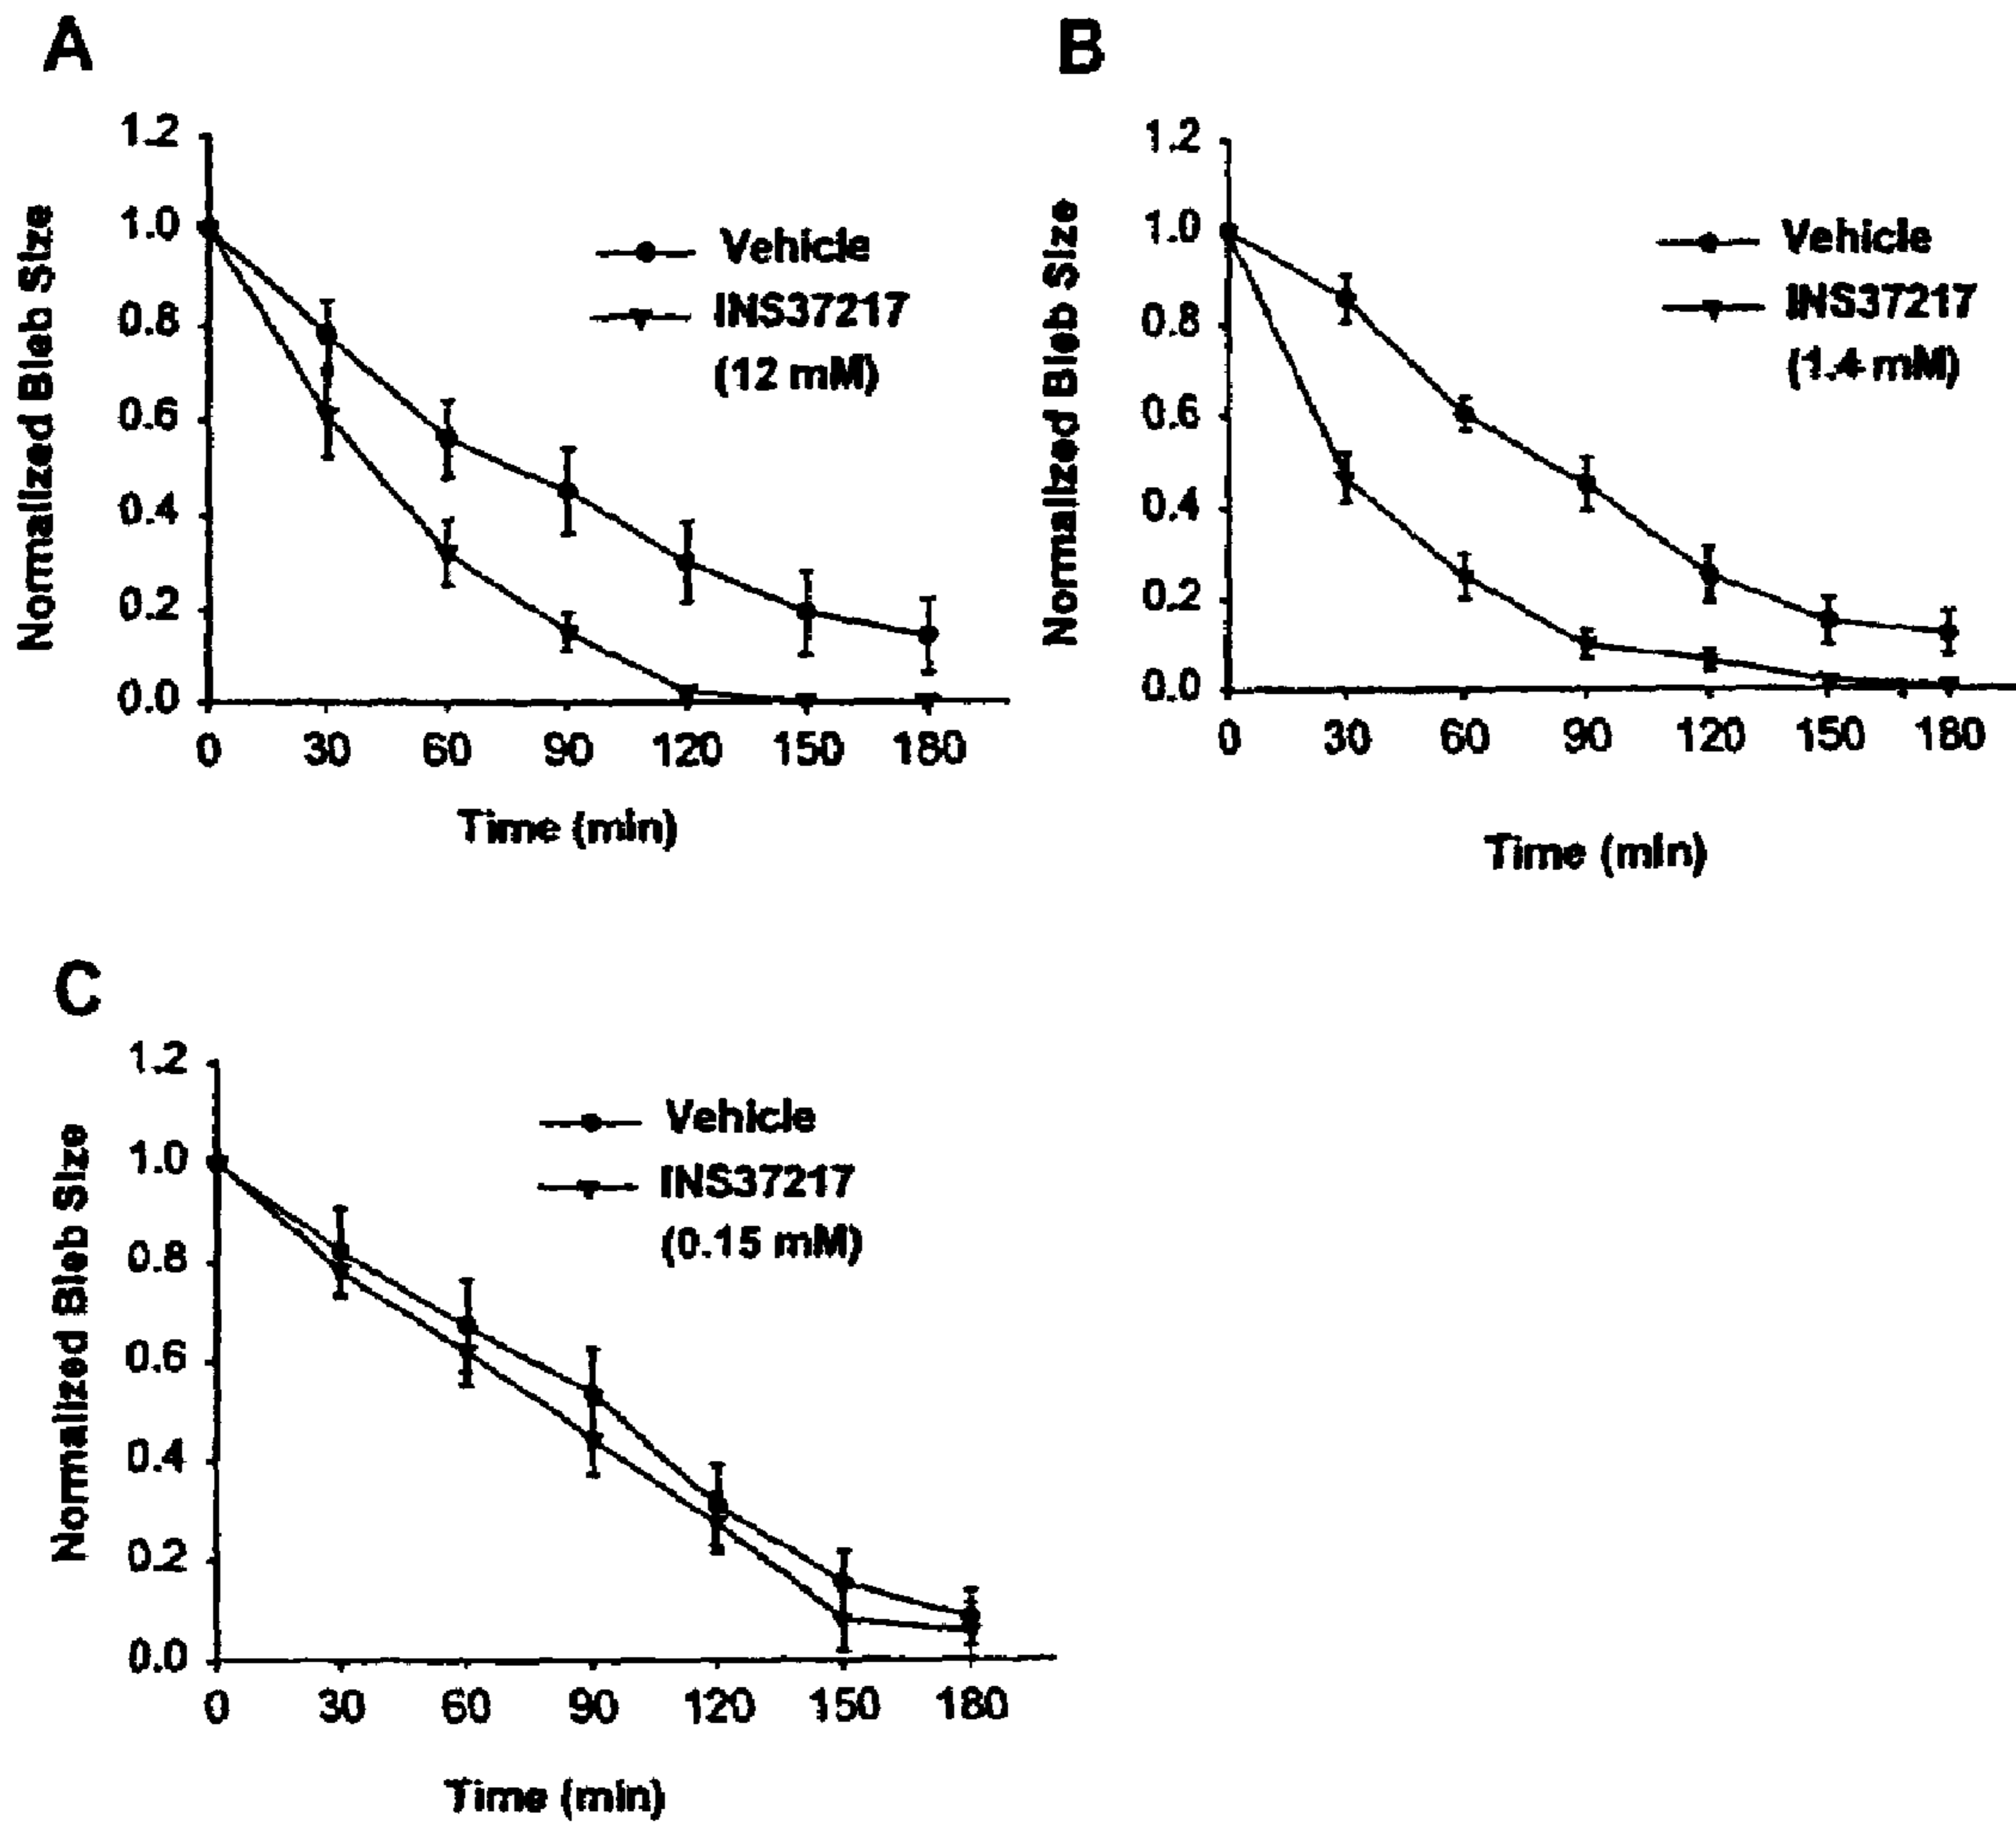 A
1.2
1.0
0.8
0.6
0.4
0.2
0.0
Normalized Bleb Size
Vehicle
INS37217
(12 mM)
0 30 60 90 120 150 180
Time (min)
B
1.2
1.0
0.8
0.6
0.4
0.2
0.0
Normalized Bleb Size
Vehicle
INS37217
(1.4 mM)
0 30 60 90 120 150 180
Time (min)
C
1.2
1.0
0.8
0.6
0.4
0.2
0.0
Normalized Bleb Size
Vehicle
INS37217
(0.15 mM)
0 30 60 90 120 150 180
Time (min)